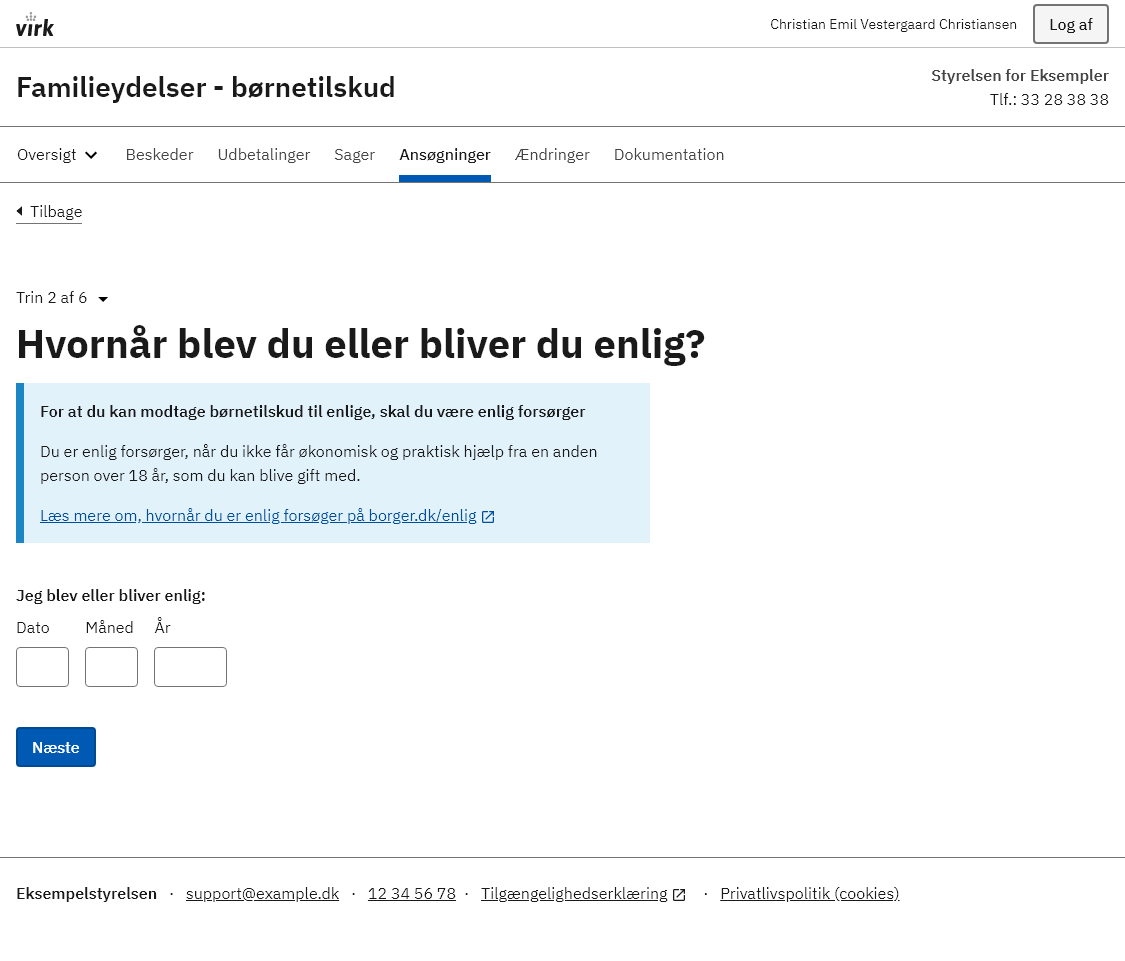 virk
Christian Emil Vestergaard Christiansen
Log af
Familieydelser - børnetilskud
Styrelsen for Eksempler
Tlf.: 33 28 38 38
Oversigt Beskeder Udbetalinger Sager Ansøgninger Ændringer Dokumentation
Tilbage
Trin 2 af 6
Hvornår blev du eller bliver du enlig?
For at du kan modtage børnetilskud til enlige, skal du være enlig forsørger
Du er enlig forsørger, når du ikke får økonomisk og praktisk hjælp fra en anden
person over 18 år, som du kan blive gift med.
Læs mere om, hvornår du er enlig forsøger på borger.dk/enlig
Jeg blev eller bliver enlig:
Dato Måned År
Næste
Eksempelstyrelsen · support@example.dk · 12 34 56 78 · Tilgængelighedserklæring · Privatlivspolitik (cookies)